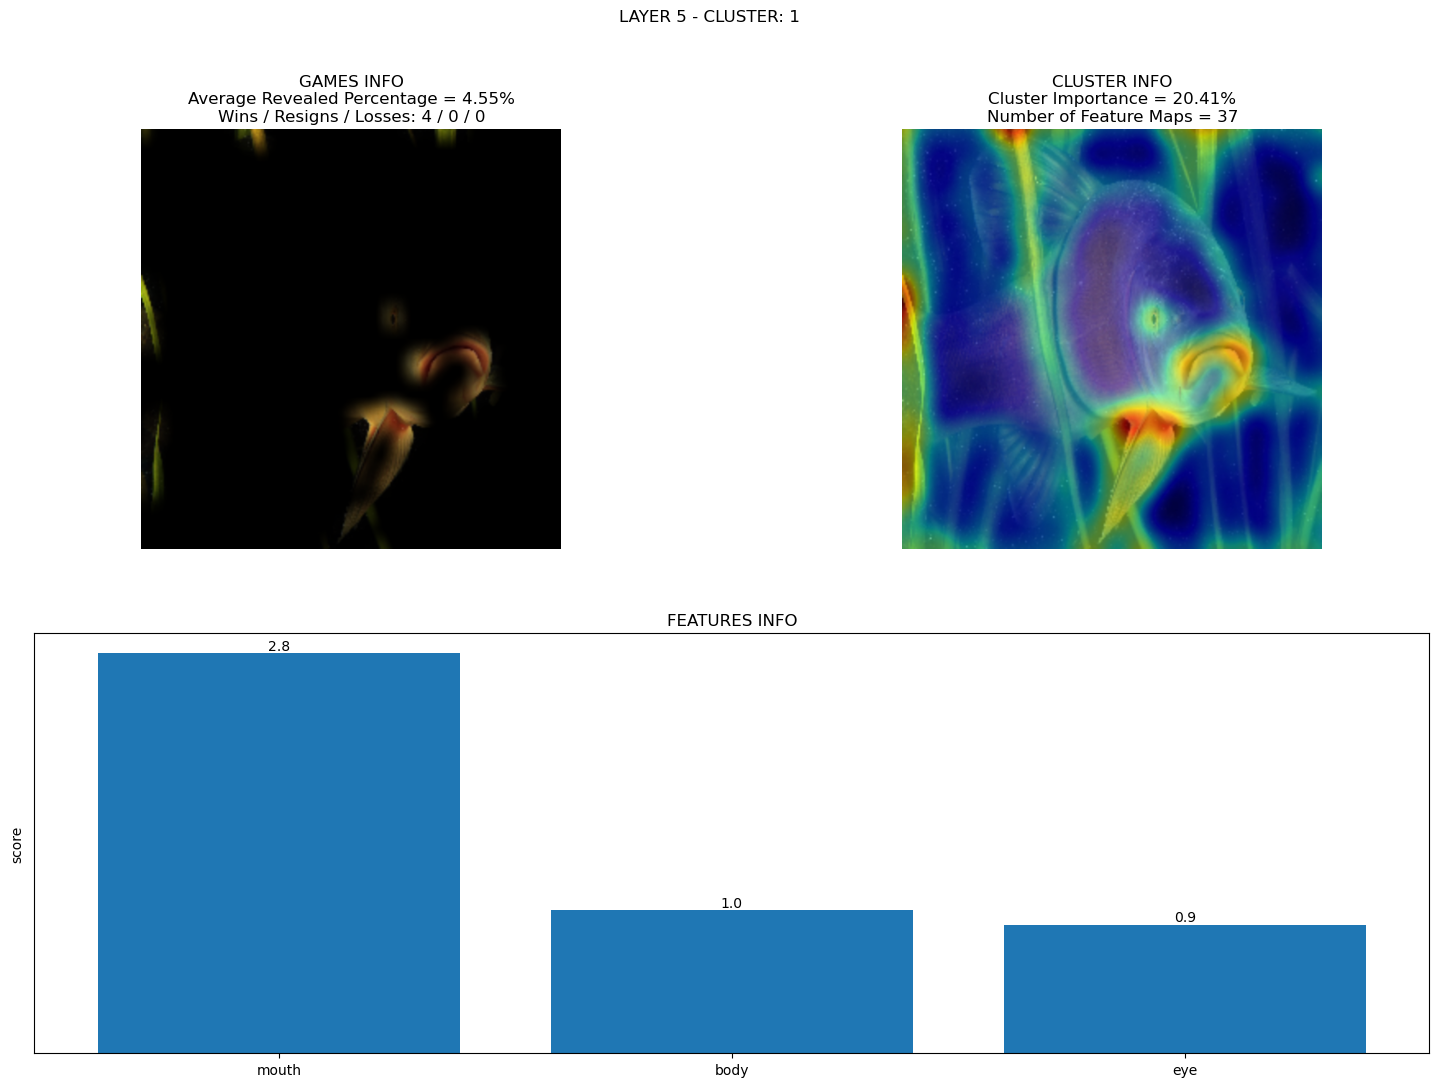 LAYER 5 - CLUSTER: 1
GAMES INFO
Average Revealed Percentage = 4.55%
Wins / Resigns / Losses: 4 / 0 / 0
CLUSTER INFO
Cluster Importance = 20.41%
Number of Feature Maps = 37
FEATURES INFO
score
2.8
1.0
0.9
mouth
body
eye